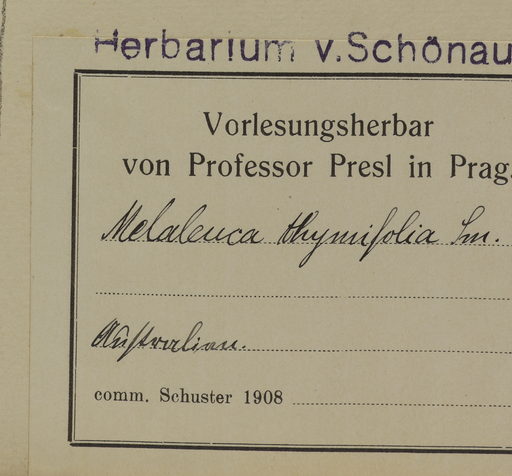 Herbarium v. Schönau
Vorlesungsherbar
von Professor Presl in Prag.
Melaleuca thymifolia Sm.
Australien.
comm. Schuster 1908